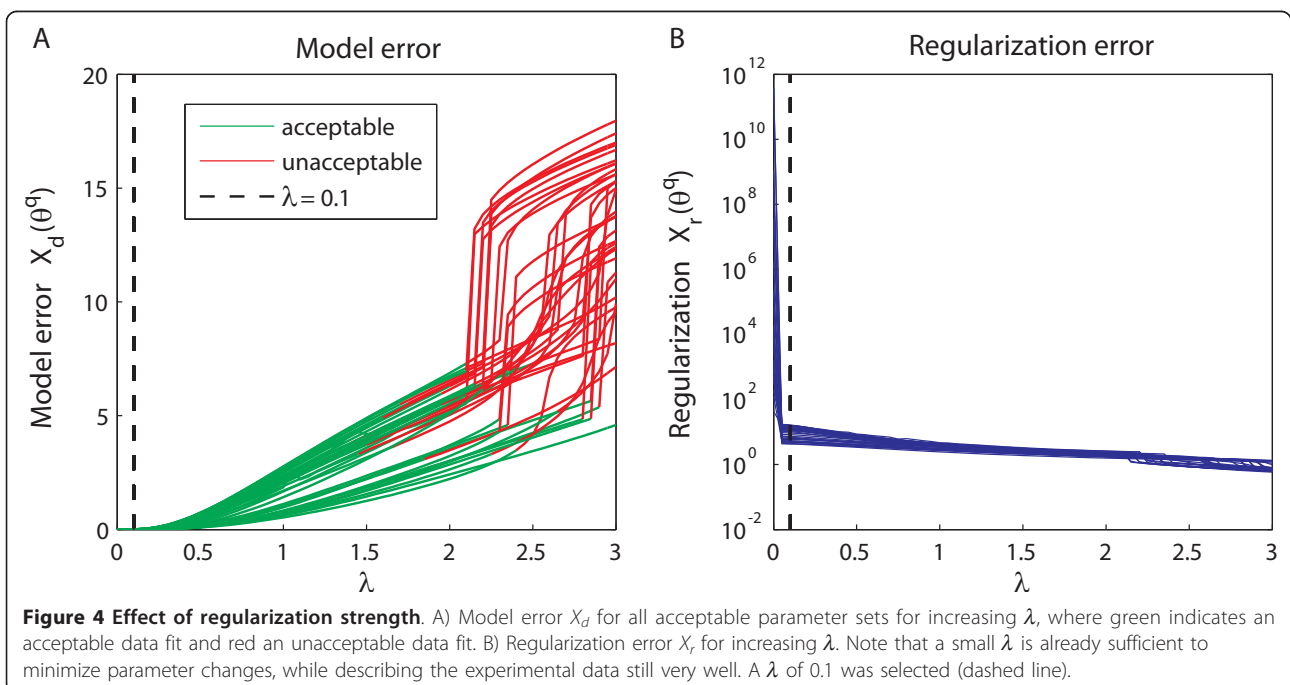 A
Model error
20
15
10
5
0
Model error X_d(θ^q)
acceptable
unacceptable
λ = 0.1
0 0.5 1 1.5 2 2.5 3
λ
B
Regularization error
10^12
10^10
10^8
10^6
10^4
10^2
10^0
10^-2
Regularization X_r(θ^q)
0 0.5 1 1.5 2 2.5 3
λ
Figure 4 Effect of regularization strength. A) Model error X_d for all acceptable parameter sets for increasing λ, where green indicates an
acceptable data fit and red an unacceptable data fit. B) Regularization error X_r for increasing λ. Note that a small λ is already sufficient to
minimize parameter changes, while describing the experimental data still very well. A λ of 0.1 was selected (dashed line).